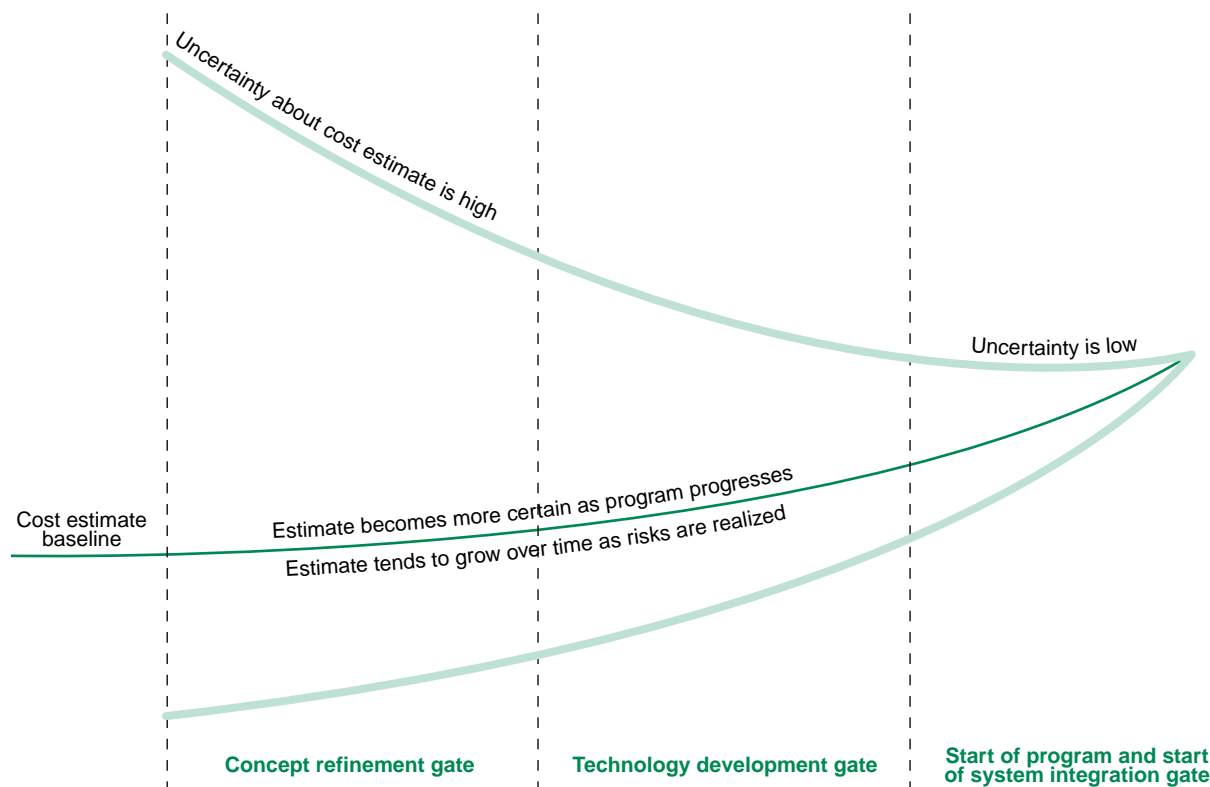 Uncertainty about cost estimate is high
Uncertainty is low
Cost estimate
baseline
Estimate becomes more certain as program progresses
Estimate tends to grow over time as risks are realized
Concept refinement gate
Technology development gate
Start of program and start
of system integration gate